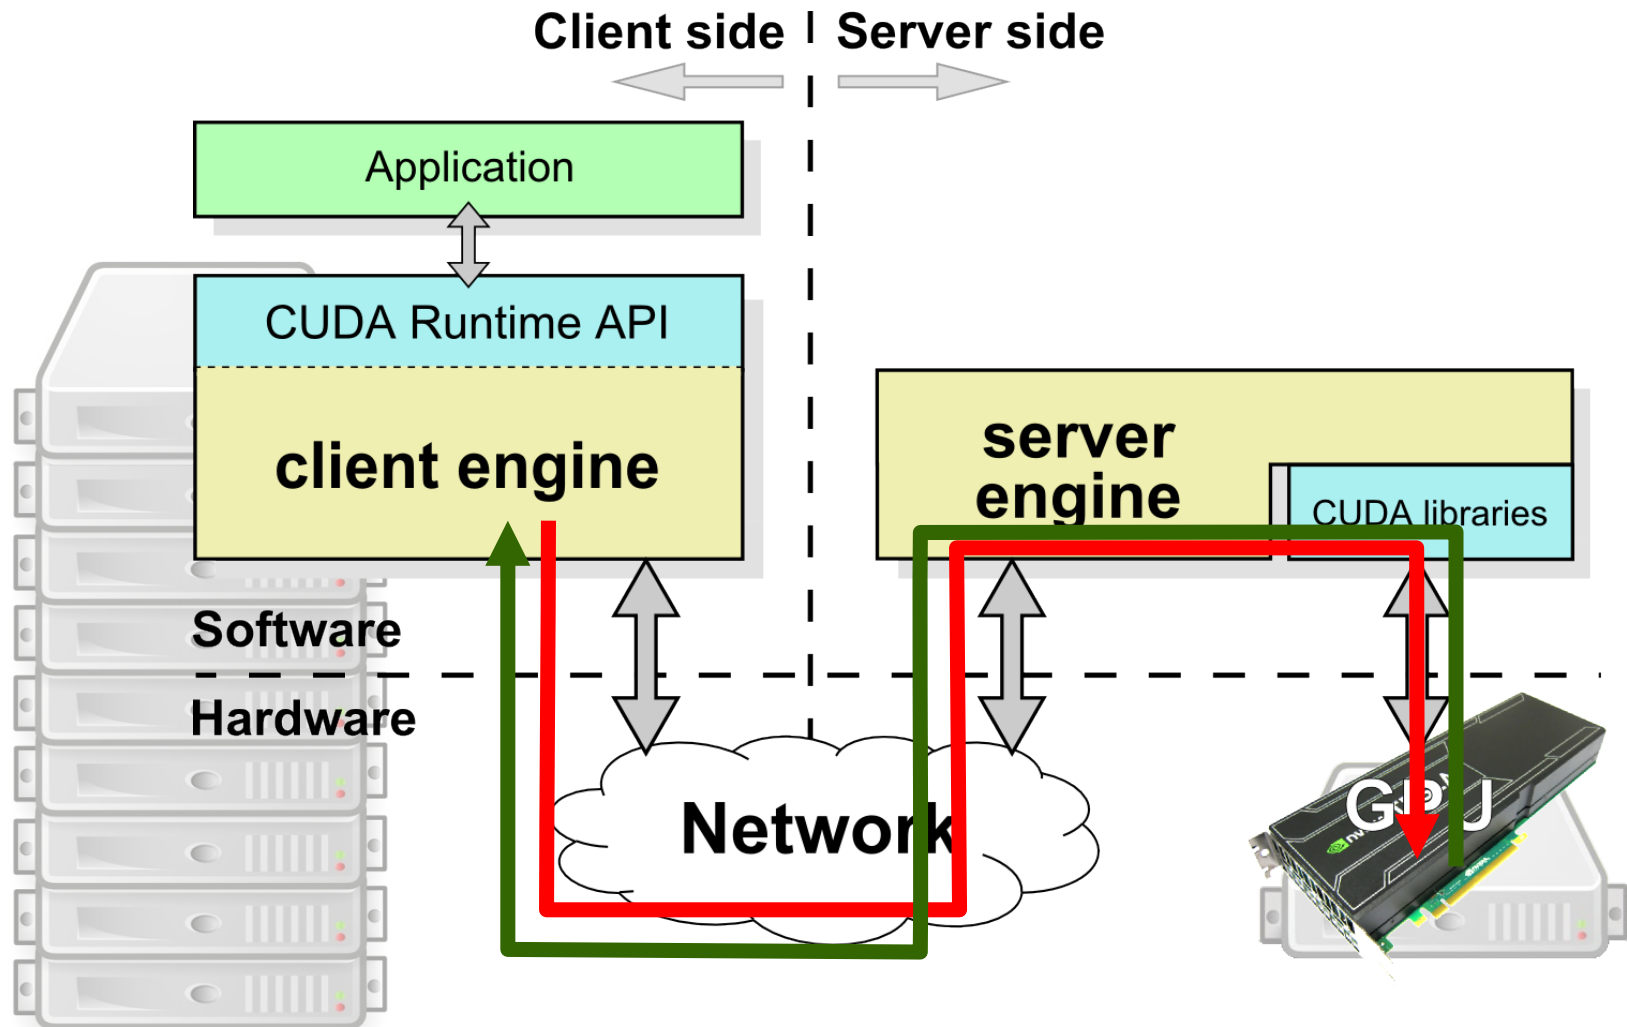 Client side
Server side
Application
CUDA Runtime API
client engine
server
engine
CUDA libraries
Software
Hardware
Network
GPU